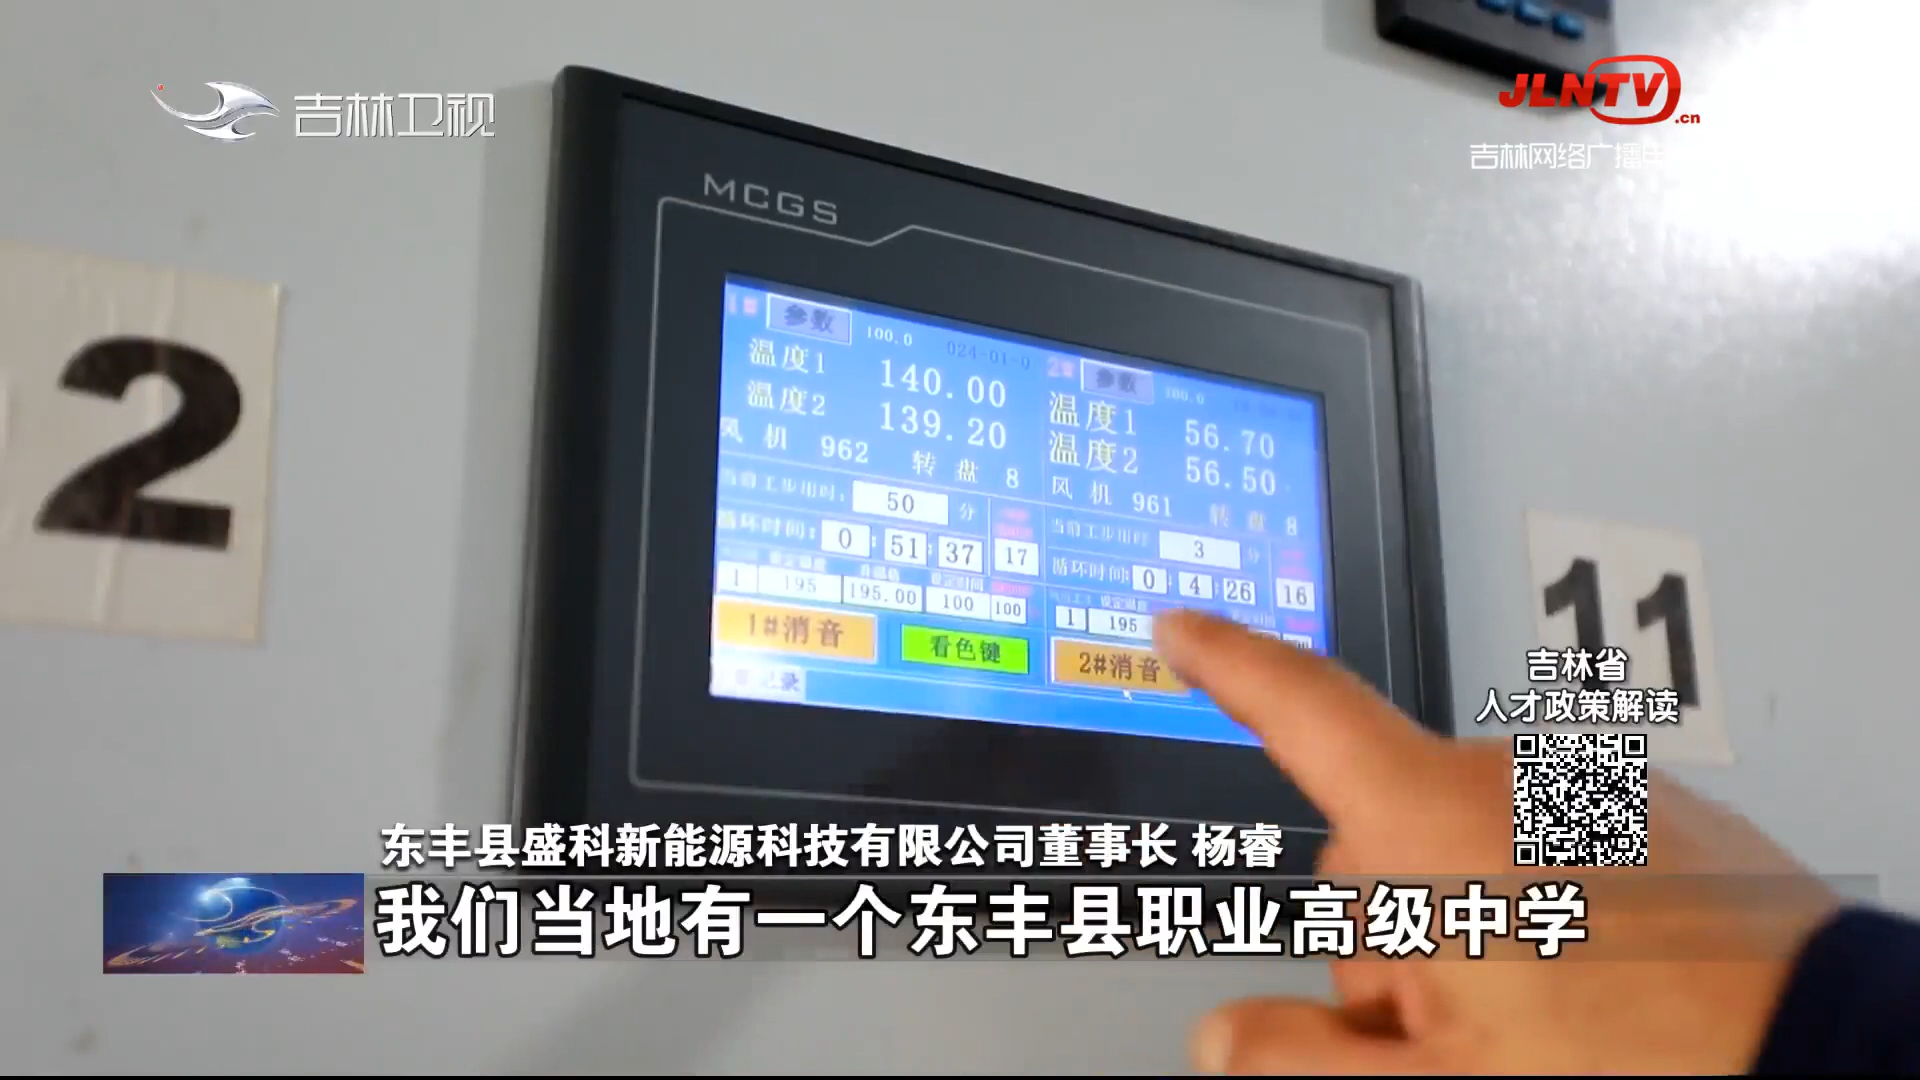 吉林卫视
JLNTV
.cn
吉林网络广播电
MCGS
1#
参数
100.0
024-01-0
温度1 140.00
温度2 139.20
风机 962 转盘 8
当前工步用时: 50 分
循环时间: 0 : 51 : 37 17
1 195 195.00 100 100
1#消音
看色键
记录
2#
参数
100.0
温度1 56.70
温度2 56.50
风机 961 转盘 8
当前工步用时 3 分
循环时间: 0 : 4 : 26 16
1 195
2#消音
2
11
吉林省
人才政策解读
东丰县盛科新能源科技有限公司董事长 杨睿
我们当地有一个东丰县职业高级中学